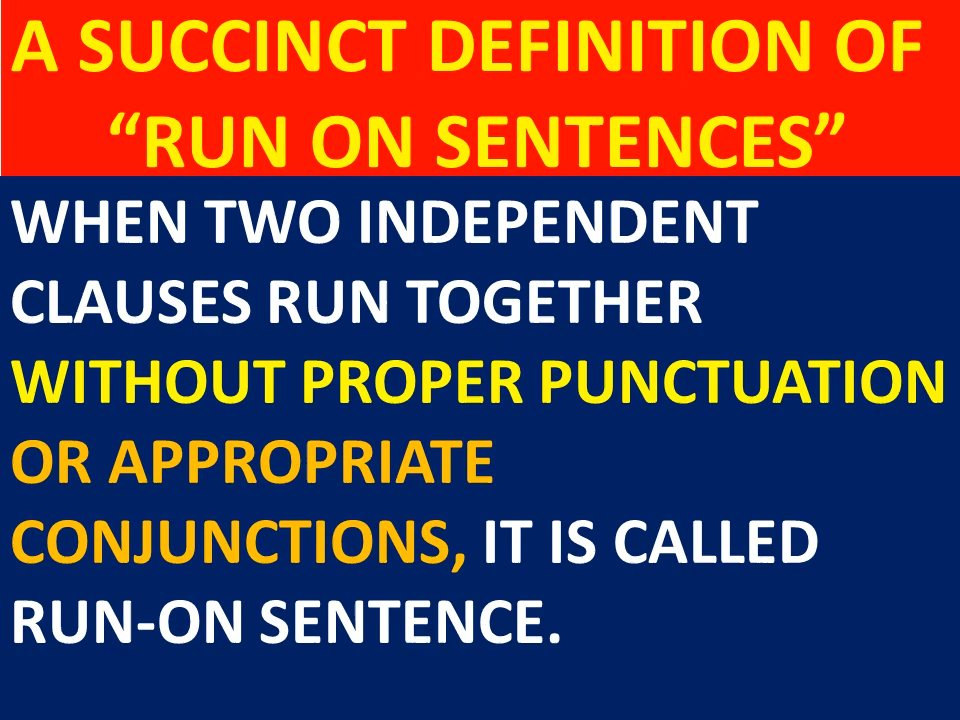 A SUCCINCT DEFINITION OF
“RUN ON SENTENCES”
WHEN TWO INDEPENDENT
CLAUSES RUN TOGETHER
WITHOUT PROPER PUNCTUATION
OR APPROPRIATE
CONJUNCTIONS, IT IS CALLED
RUN-ON SENTENCE.